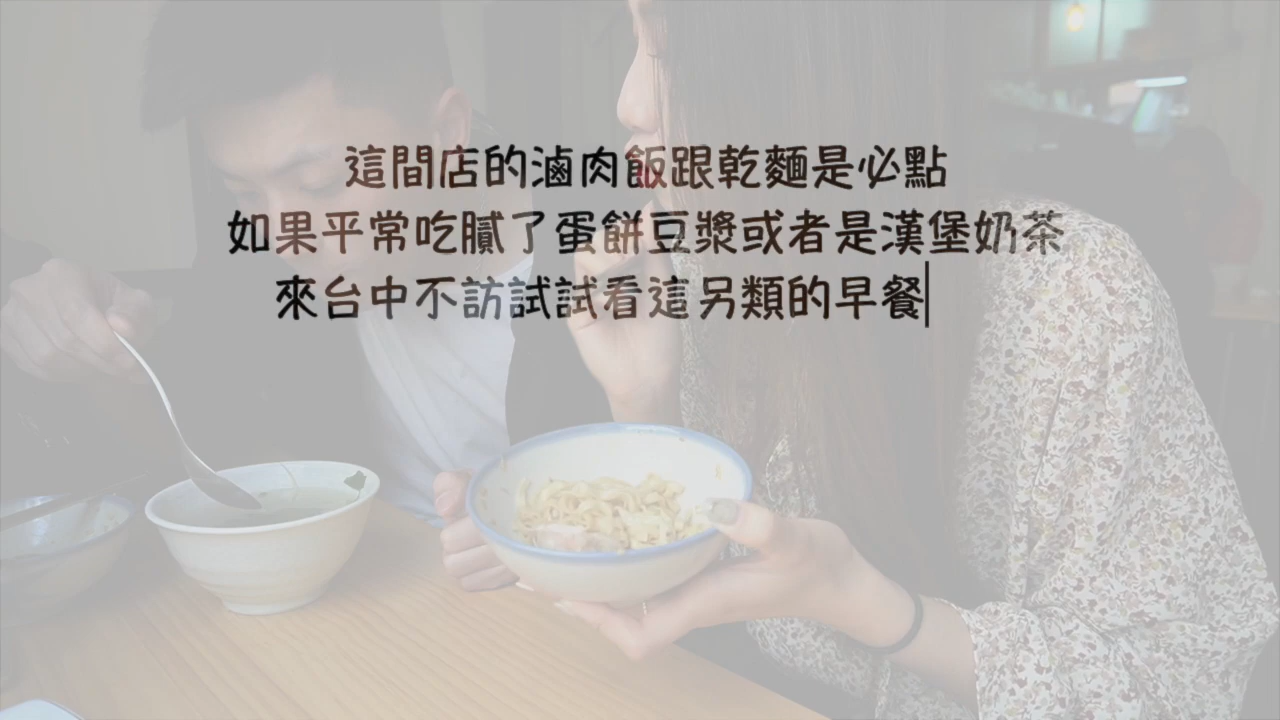 這間店的滷肉飯跟乾麵是必點
如果平常吃膩了蛋餅豆漿或者是漢堡奶茶
來台中不訪試試看這另類的早餐